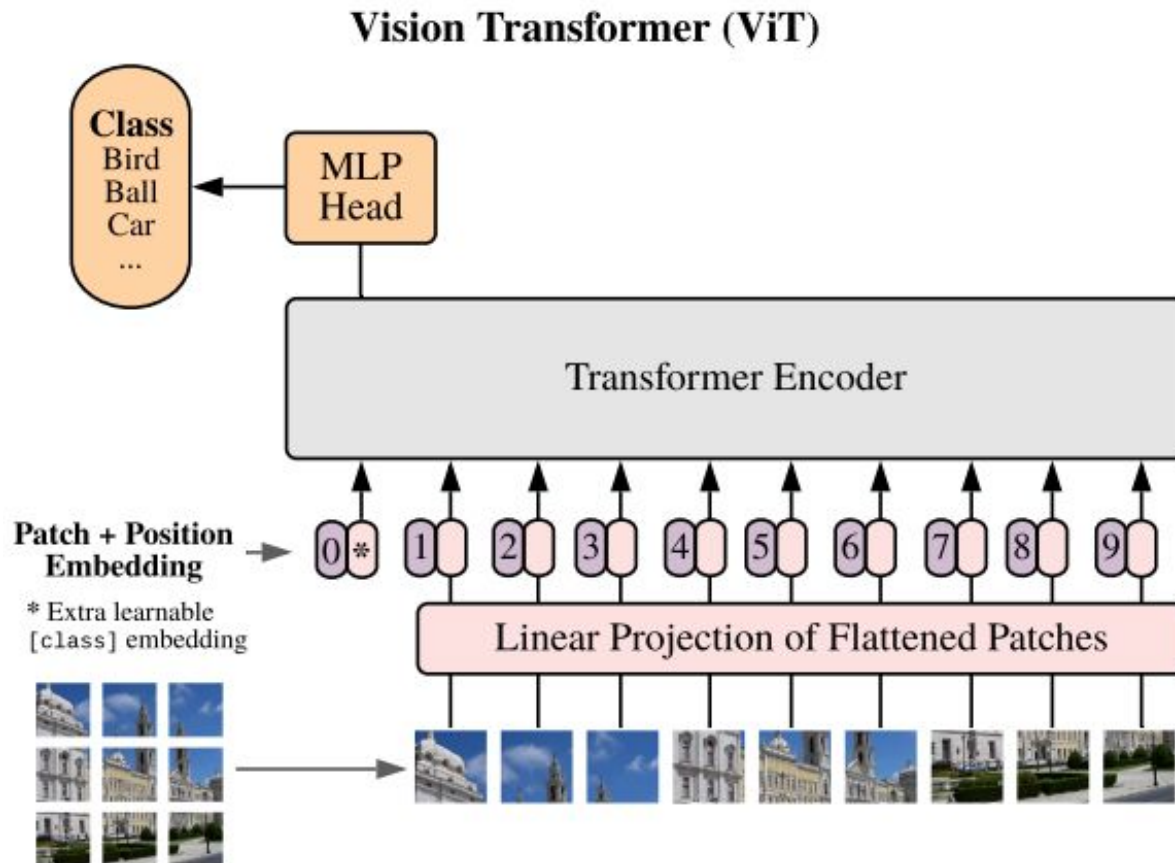 Vision Transformer (ViT)
Class
Bird
Ball
Car
...
MLP
Head
Transformer Encoder
Patch + Position
Embedding
0 * 1 2 3 4 5 6 7 8 9
* Extra learnable
[class] embedding
Linear Projection of Flattened Patches